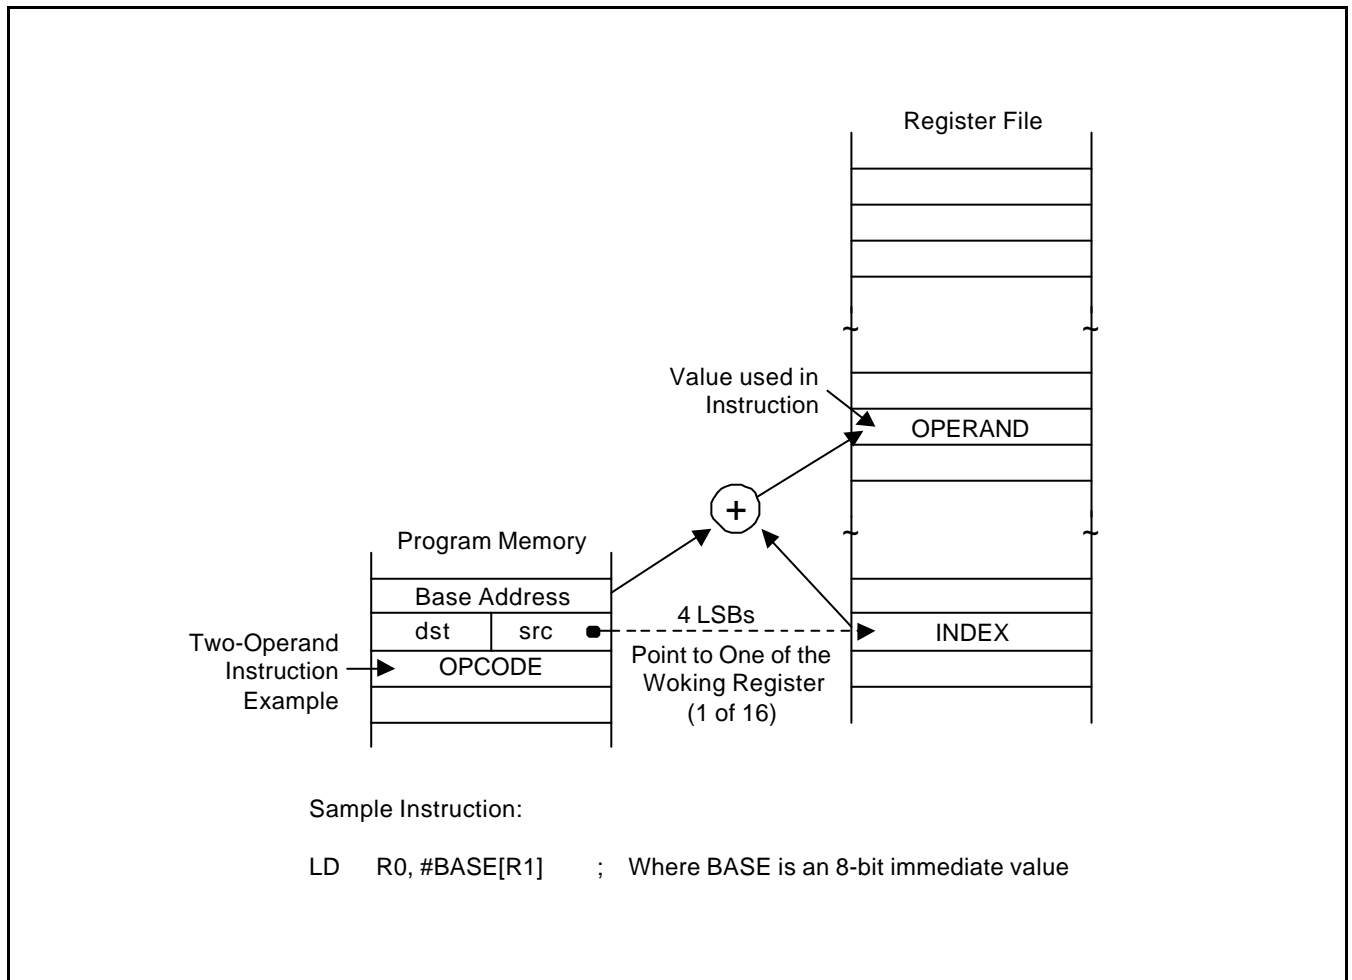 Register File
Value used in
Instruction
OPERAND
+
Program Memory
Base Address
4 LSBs
dst src
INDEX
Two-Operand
Instruction
Example
OPCODE
Point to One of the
Woking Register
(1 of 16)
Sample Instruction:
LD R0, #BASE[R1] ; Where BASE is an 8-bit immediate value